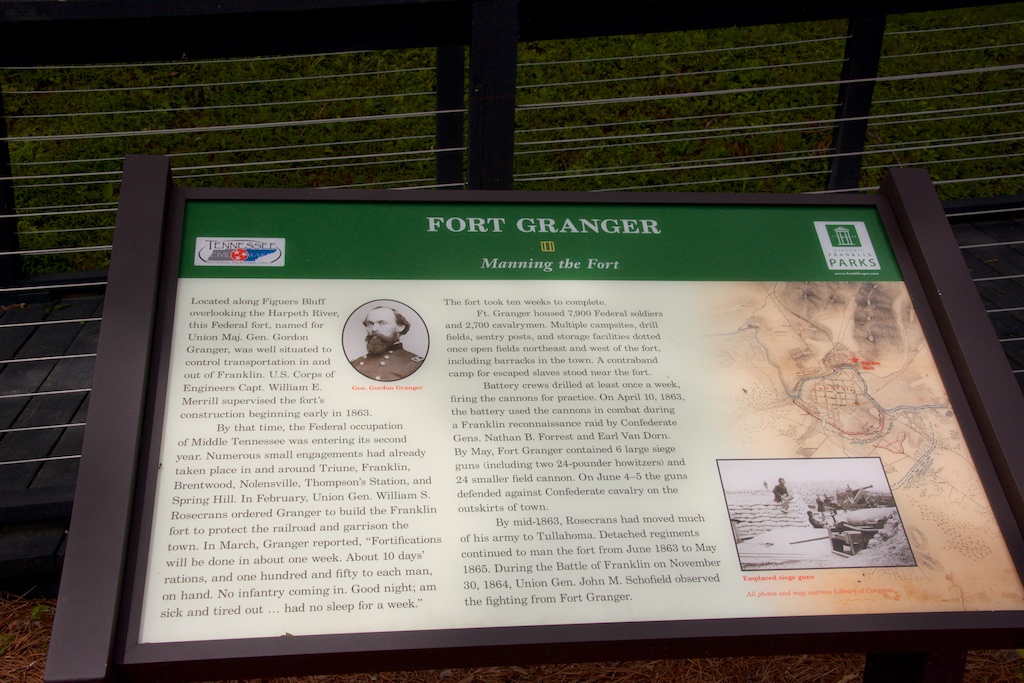 FORT GRANGER
Manning the Fort
TENNESSEE
CIVIL WAR
FRANKLIN
PARKS
Located along Figuers Bluff
overlooking the Harpeth River,
this Federal fort, named for
Union Maj. Gen. Gordon
Granger, was well situated to
control transportation in and
out of Franklin. U.S. Corps of
Engineers Capt. William E.
Merrill supervised the fort's
construction beginning early in 1863.
By that time, the Federal occupation
of Middle Tennessee was entering its second
year. Numerous small engagements had already
taken place in and around Triune, Franklin,
Brentwood, Nolensville, Thompson's Station, and
Spring Hill. In February, Union Gen. William S.
Rosecrans ordered Granger to build the Franklin
fort to protect the railroad and garrison the
town. In March, Granger reported, "Fortifications
will be done in about one week. About 10 days'
rations, and one hundred and fifty to each man,
on hand. No infantry coming in. Good night; am
sick and tired out … had no sleep for a week."
Gen. Gordon Granger
The fort took ten weeks to complete.
Ft. Granger housed 7,900 Federal soldiers
and 2,700 cavalrymen. Multiple campsites, drill
fields, sentry posts, and storage facilities dotted
once open fields northeast and west of the fort,
including barracks in the town. A contraband
camp for escaped slaves stood near the fort.
Battery crews drilled at least once a week,
firing the cannons for practice. On April 10, 1863,
the battery used the cannons in combat during
a Franklin reconnaissance raid by Confederate
Gens. Nathan B. Forrest and Earl Van Dorn.
By May, Fort Granger contained 6 large siege
guns (including two 24-pounder howitzers) and
24 smaller field cannon. On June 4–5 the guns
defended against Confederate cavalry on the
outskirts of town.
By mid-1863, Rosecrans had moved much
of his army to Tullahoma. Detached regiments
continued to man the fort from June 1863 to May
1865. During the Battle of Franklin on November
30, 1864, Union Gen. John M. Schofield observed
the fighting from Fort Granger.
Emplaced siege guns
All photos and map courtesy Library of Congress